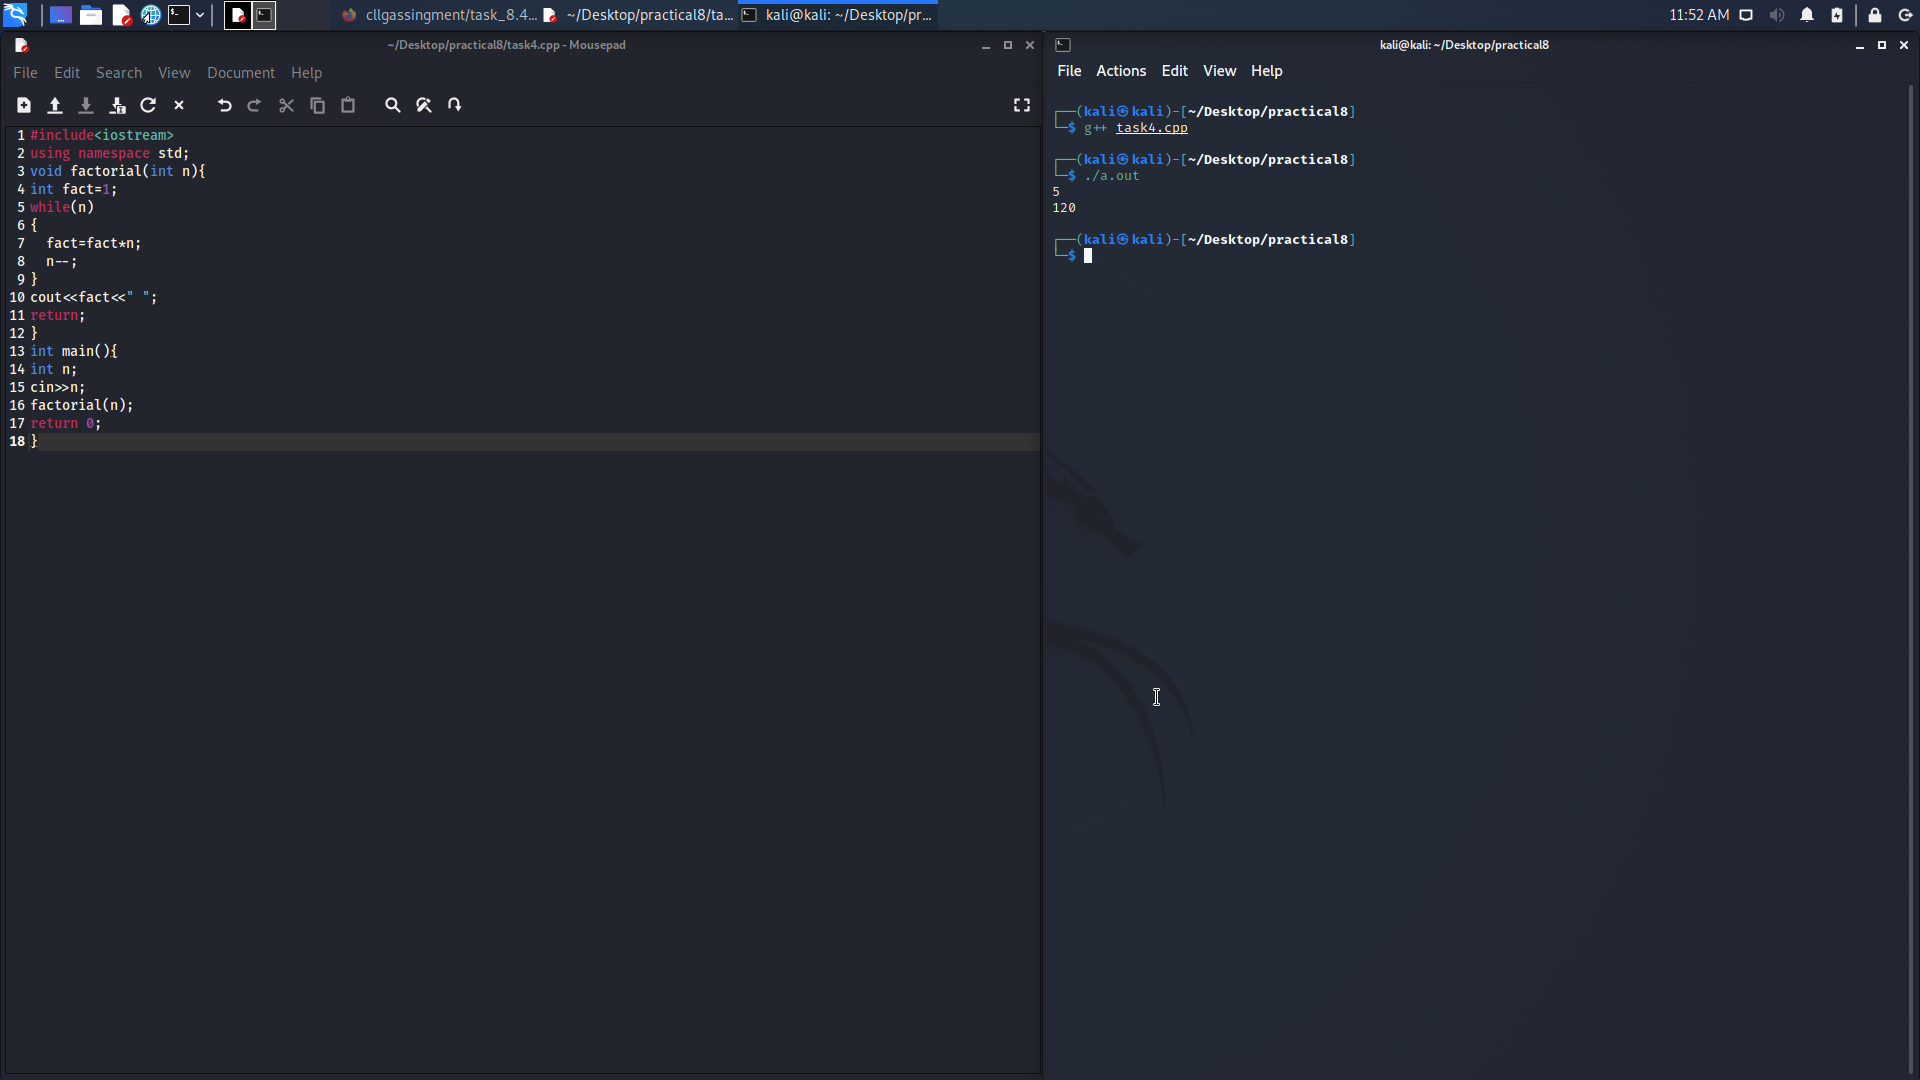 cllgassingment/task_8.4...
~/Desktop/practical8/ta...
kali@kali: ~/Desktop/pr...
11:52 AM
~/Desktop/practical8/task4.cpp - Mousepad
File Edit Search View Document Help
1 #include<iostream>
2 using namespace std;
3 void factorial(int n){
4 int fact=1;
5 while(n)
6 {
7   fact=fact*n;
8   n--;
9 }
10 cout<<fact<<" ";
11 return;
12 }
13 int main(){
14 int n;
15 cin>>n;
16 factorial(n);
17 return 0;
18 }
kali@kali: ~/Desktop/practical8
File Actions Edit View Help
┌──(kali㉿kali)-[~/Desktop/practical8]
└─$ g++ task4.cpp
┌──(kali㉿kali)-[~/Desktop/practical8]
└─$ ./a.out
5
120
┌──(kali㉿kali)-[~/Desktop/practical8]
└─$